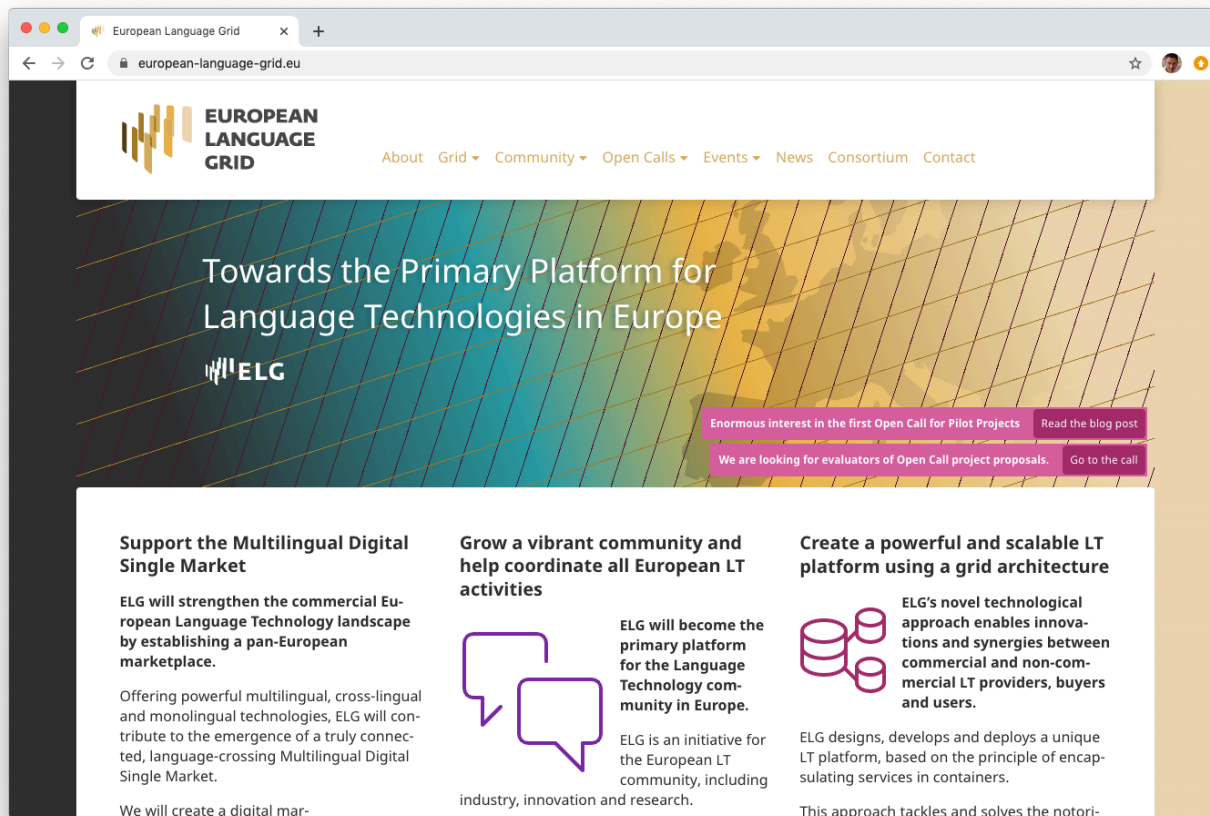 European Language Grid
european-language-grid.eu
EUROPEAN
LANGUAGE
GRID
About Grid Community Open Calls Events News Consortium Contact
Towards the Primary Platform for
Language Technologies in Europe
ELG
Enormous interest in the first Open Call for Pilot Projects Read the blog post
We are looking for evaluators of Open Call project proposals. Go to the call
Support the Multilingual Digital
Single Market
ELG will strengthen the commercial Eu-
ropean Language Technology landscape
by establishing a pan-European
marketplace.
Offering powerful multilingual, cross-lingual
and monolingual technologies, ELG will con-
tribute to the emergence of a truly connec-
ted, language-crossing Multilingual Digital
Single Market.
We will create a digital mar-
Grow a vibrant community and
help coordinate all European LT
activities
ELG will become the
primary platform
for the Language
Technology com-
munity in Europe.
ELG is an initiative for
the European LT
community, including
industry, innovation and research.
Create a powerful and scalable LT
platform using a grid architecture
ELG's novel technological
approach enables innova-
tions and synergies between
commercial and non-com-
mercial LT providers, buyers
and users.
ELG designs, develops and deploys a unique
LT platform, based on the principle of encap-
sulating services in containers.
This approach tackles and solves the notori-